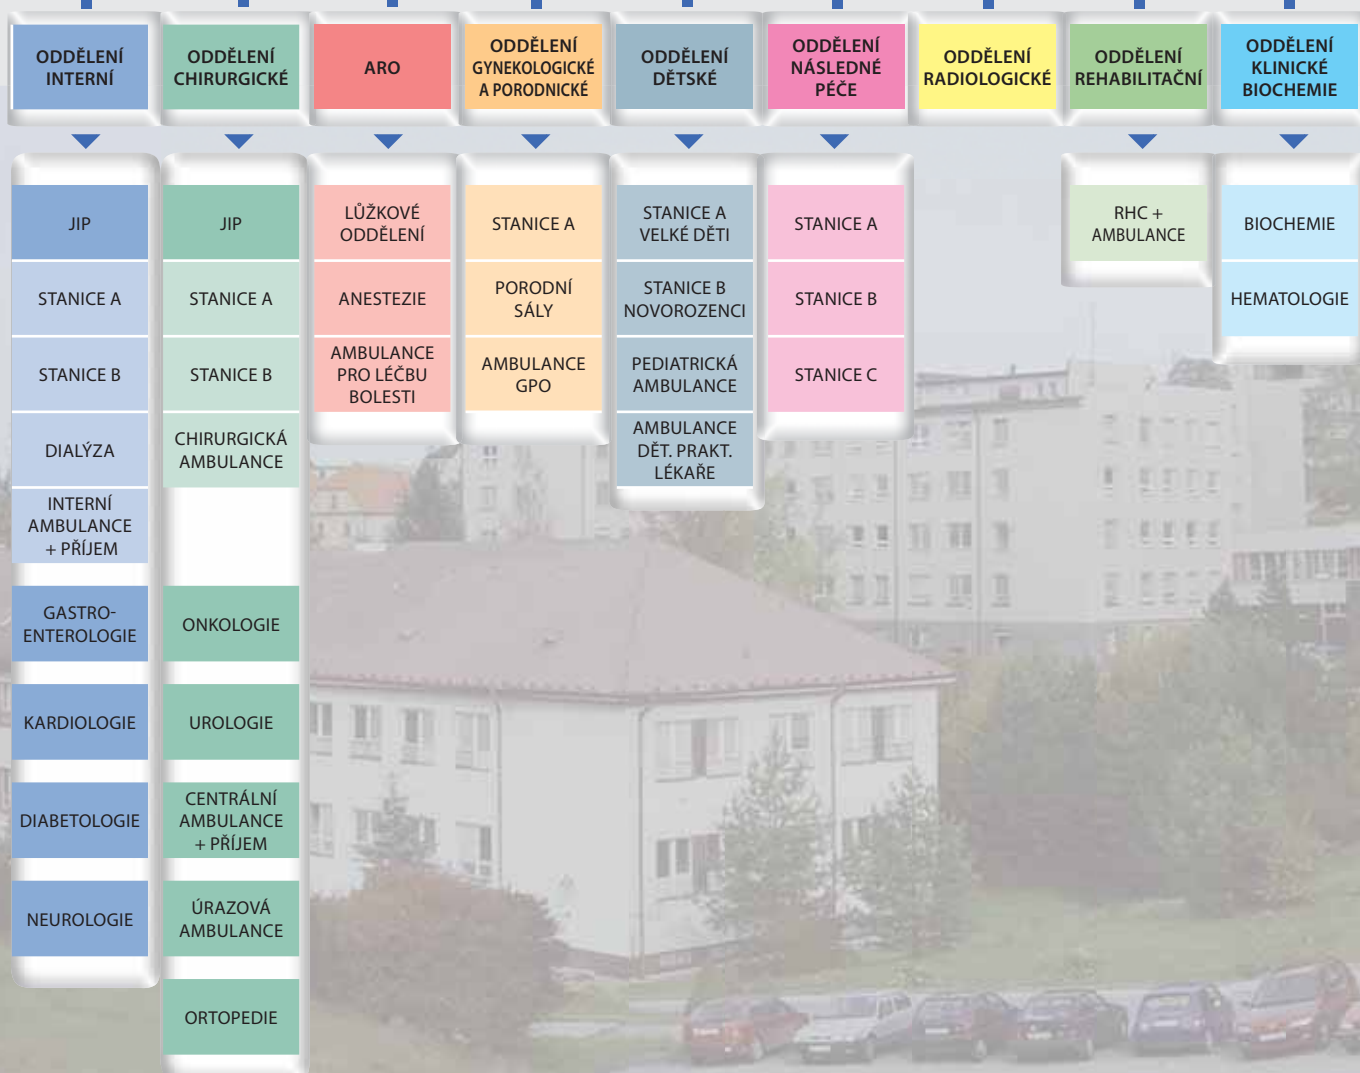 ODDĚLENÍ
INTERNÍ
ODDĚLENÍ
CHIRURGICKÉ
ARO
ODDĚLENÍ
GYNEKOLOGICKÉ
A PORODNICKÉ
ODDĚLENÍ
DĚTSKÉ
ODDĚLENÍ
NÁSLEDNÉ
PÉČE
ODDĚLENÍ
RADIOLOGICKÉ
ODDĚLENÍ
REHABILITAČNÍ
ODDĚLENÍ
KLINICKÉ
BIOCHEMIE
JIP
STANICE A
STANICE B
DIALÝZA
INTERNÍ
AMBULANCE
+ PŘÍJEM
GASTRO-
ENTEROLOGIE
KARDIOLOGIE
DIABETOLOGIE
NEUROLOGIE
JIP
STANICE A
STANICE B
CHIRURGICKÁ
AMBULANCE
ONKOLOGIE
UROLOGIE
CENTRÁLNÍ
AMBULANCE
+ PŘÍJEM
ÚRAZOVÁ
AMBULANCE
ORTOPEDIE
LŮŽKOVÉ
ODDĚLENÍ
ANESTEZIE
AMBULANCE
PRO LÉČBU
BOLESTI
STANICE A
PORODNÍ
SÁLY
AMBULANCE
GPO
STANICE A
VELKÉ DĚTI
STANICE B
NOVOROZENCI
PEDIATRICKÁ
AMBULANCE
AMBULANCE
DĚT. PRAKT.
LÉKAŘE
STANICE A
STANICE B
STANICE C
RHC +
AMBULANCE
BIOCHEMIE
HEMATOLOGIE